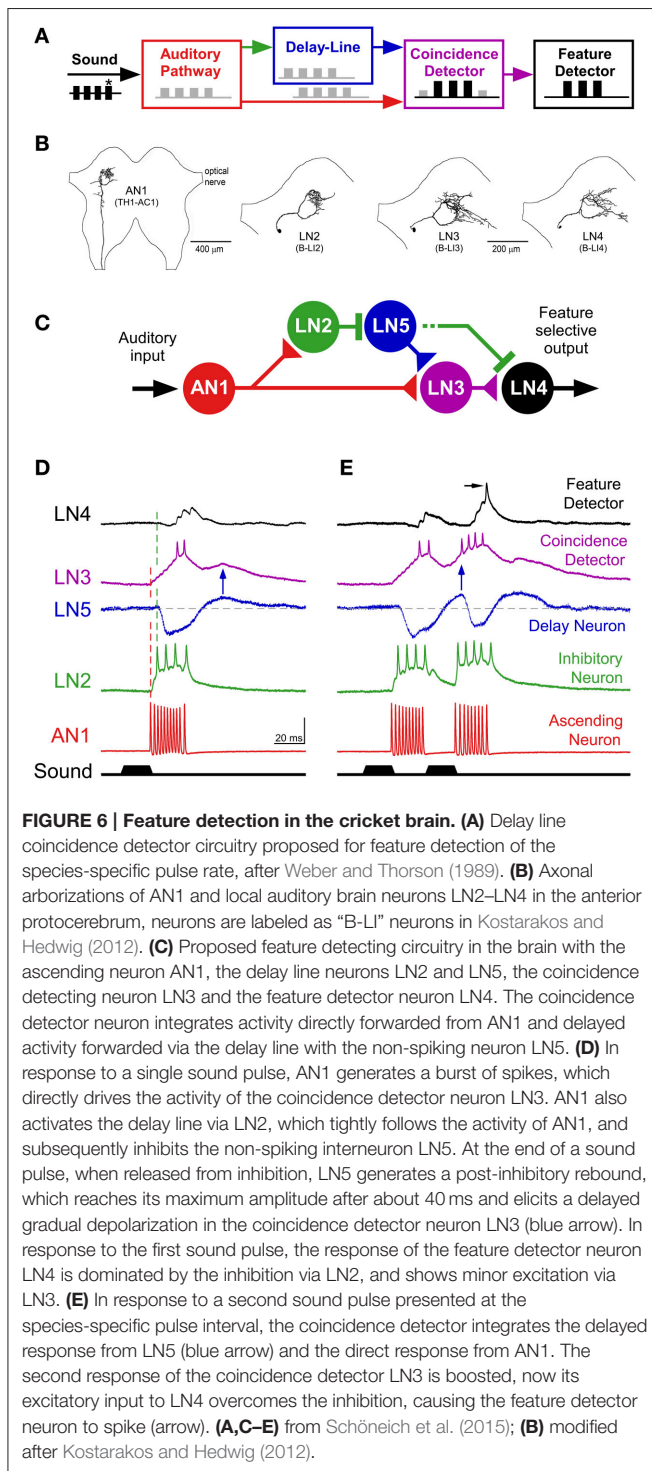 A
Sound
*
Auditory
Pathway
Delay-Line
Coincidence
Detector
Feature
Detector
B
AN1
(TH1-AC1)
optical
nerve
400 µm
LN2
(B-LI2)
LN3
(B-LI3)
200 µm
LN4
(B-LI4)
C
Auditory
input
AN1
LN2
LN5
LN3
LN4
Feature
selective
output
D
LN4
LN3
LN5
LN2
AN1
20 ms
Sound
E
Feature
Detector
Coincidence
Detector
Delay Neuron
Inhibitory
Neuron
Ascending
Neuron
FIGURE 6 | Feature detection in the cricket brain. (A) Delay line
coincidence detector circuitry proposed for feature detection of the
species-specific pulse rate, after Weber and Thorson (1989). (B) Axonal
arborizations of AN1 and local auditory brain neurons LN2–LN4 in the anterior
protocerebrum, neurons are labeled as “B-LI” neurons in Kostarakos and
Hedwig (2012). (C) Proposed feature detecting circuitry in the brain with the
ascending neuron AN1, the delay line neurons LN2 and LN5, the coincidence
detecting neuron LN3 and the feature detector neuron LN4. The coincidence
detector neuron integrates activity directly forwarded from AN1 and delayed
activity forwarded via the delay line with the non-spiking neuron LN5. (D) In
response to a single sound pulse, AN1 generates a burst of spikes, which
directly drives the activity of the coincidence detector neuron LN3. AN1 also
activates the delay line via LN2, which tightly follows the activity of AN1, and
subsequently inhibits the non-spiking interneuron LN5. At the end of a sound
pulse, when released from inhibition, LN5 generates a post-inhibitory rebound,
which reaches its maximum amplitude after about 40 ms and elicits a delayed
gradual depolarization in the coincidence detector neuron LN3 (blue arrow). In
response to the first sound pulse, the response of the feature detector neuron
LN4 is dominated by the inhibition via LN2, and shows minor excitation via
LN3. (E) In response to a second sound pulse presented at the
species-specific pulse interval, the coincidence detector integrates the delayed
response from LN5 (blue arrow) and the direct response from AN1. The
second response of the coincidence detector LN3 is boosted, now its
excitatory input to LN4 overcomes the inhibition, causing the feature detector
neuron to spike (arrow). (A,C–E) from Schöneich et al. (2015); (B) modified
after Kostarakos and Hedwig (2012).